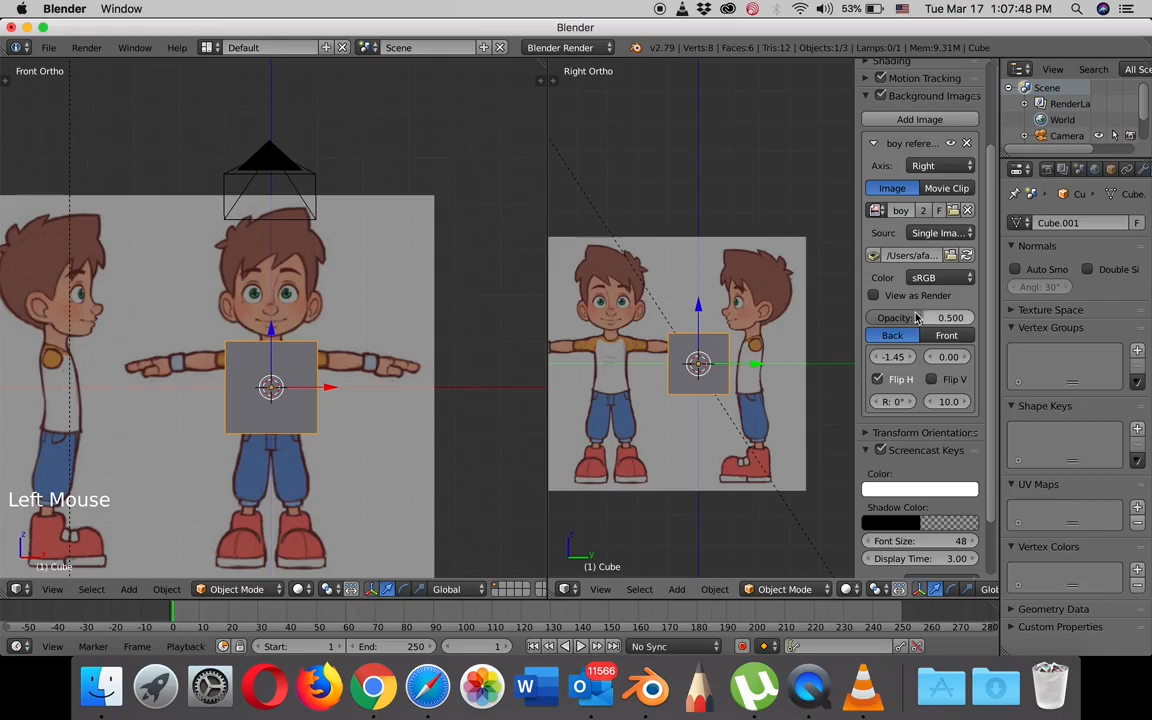 Blender Window 53% Tue Mar 17 1:07:48 PM
Blender
File Render Window Help Default Scene Blender Render v2.79 | Verts:8 | Faces:6 | Tris:12 | Objects:1/3 | Lamps:0/1 | Mem:9.31M | Cube
Front Ortho
Right Ortho
Shading
Motion Tracking
Background Images
Add Image
boy refere...
Axis: Right
Image Movie Clip
boy 2 F
Sourc Single Ima...
/Users/afa...
Color sRGB
View as Render
Opacity: 0.500
Back Front
-1.45 0.00
Flip H Flip V
R: 0° 10.0
Transform Orientations
Screencast Keys
Color:
Shadow Color:
Font Size: 48
Display Time: 3.00
View Search All Sce
Scene
RenderLa
World
Camera
Cu Cube.
Cube.001 F
Normals
Auto Smo Double Si
Angl: 30°
Texture Space
Vertex Groups
Shape Keys
UV Maps
Vertex Colors
Geometry Data
Custom Properties
Left Mouse
z
x
(1) Cube
z
y
(1) Cube
View Select Add Object Object Mode Global
View Select Add Object Object Mode Glob
-50 -40 -30 -20 -10 0 10 20 30 40 50 60 70 80 90 100 110 120 130 140 150 160 170 180 190 200 210 220 230 240 250 260 270 280
View Marker Frame Playback Start: 1 End: 250 1 No Sync
11566
W